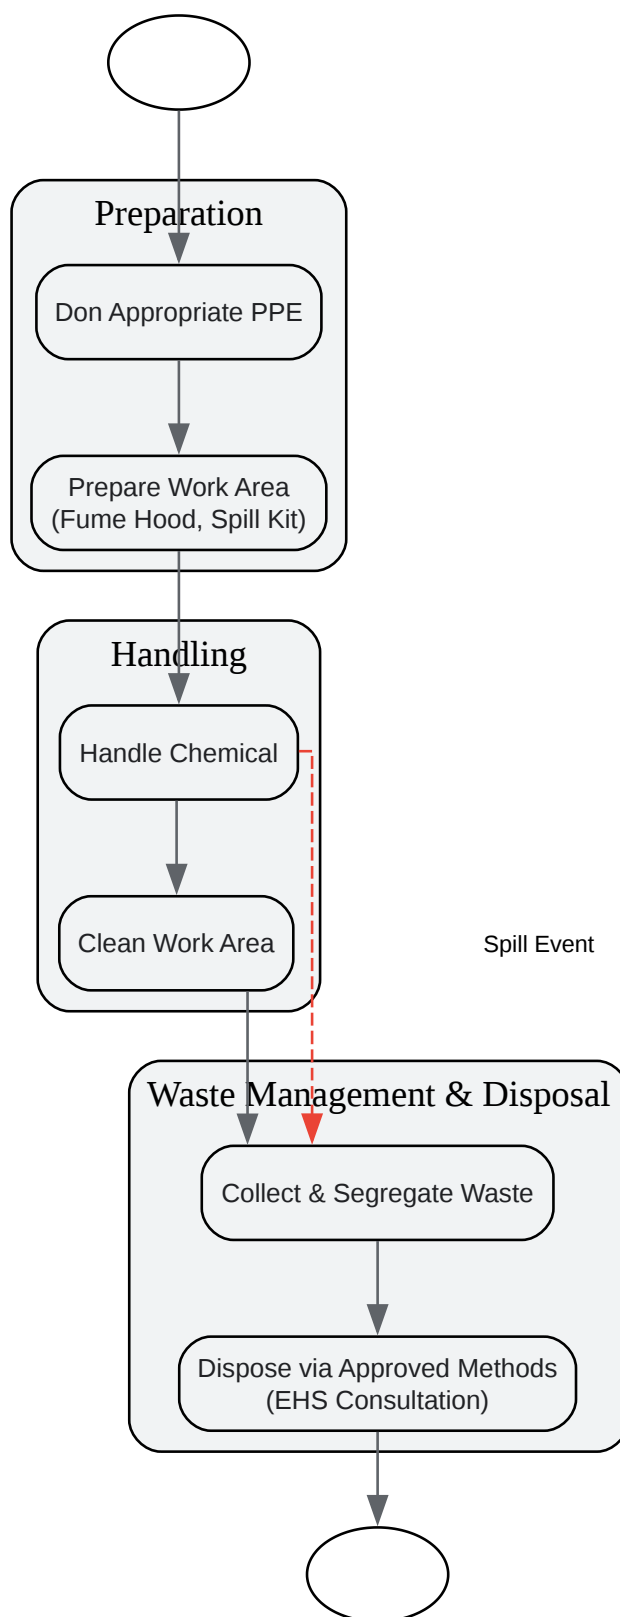 Preparation
Don Appropriate PPE
Prepare Work Area
(Fume Hood, Spill Kit)
Handling
Handle Chemical
Clean Work Area
Spill Event
Waste Management & Disposal
Collect & Segregate Waste
Dispose via Approved Methods
(EHS Consultation)